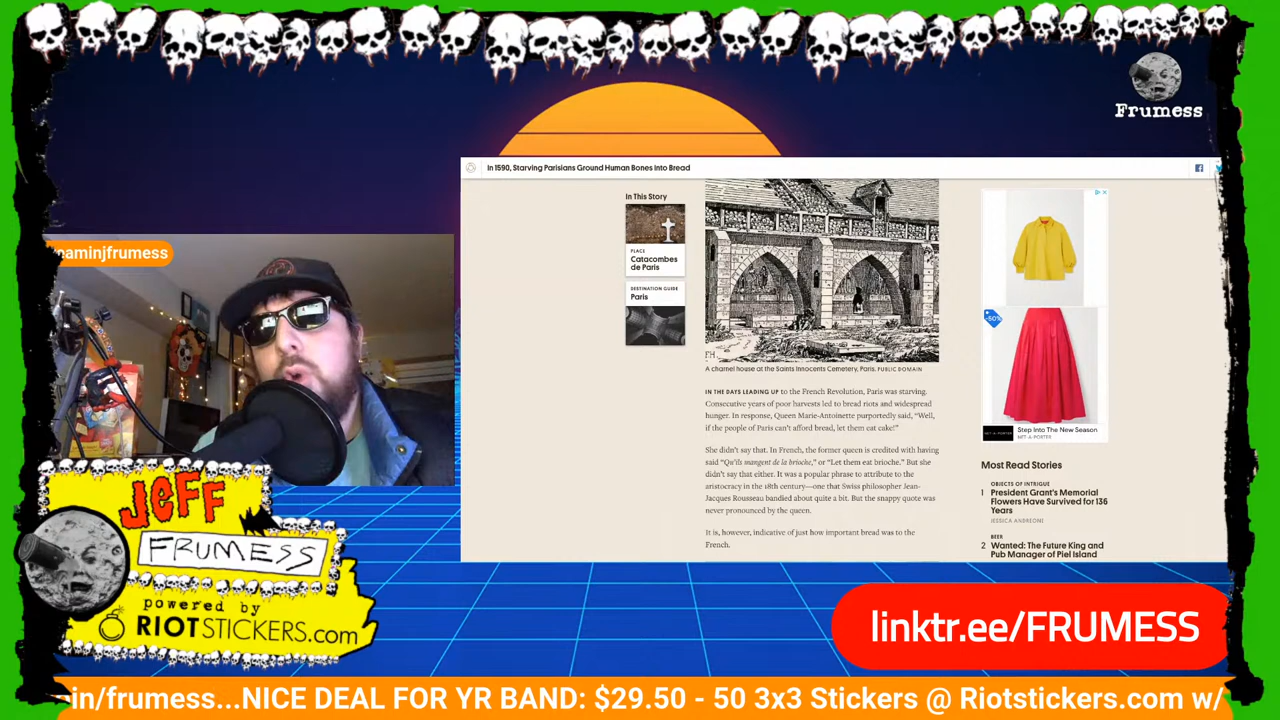 Frumess
In 1590, Starving Parisians Ground Human Bones Into Bread
In This Story
PLACE
Catacombes
de Paris
DESTINATION GUIDE
Paris
FH
A charnel house at the Saints Innocents Cemetery, Paris. PUBLIC DOMAIN
IN THE DAYS LEADING UP to the French Revolution, Paris was starving.
Consecutive years of poor harvests led to bread riots and widespread
hunger. In response, Queen Marie-Antoinette purportedly said, “Well,
if the people of Paris can’t afford bread, let them eat cake!”
She didn’t say that. In French, the former queen is credited with having
said “Qu’ils mangent de la brioche,” or “Let them eat brioche.” But she
didn’t say that either. It was a popular phrase to attribute to the
aristocracy in the 18th century—one that Swiss philosopher Jean-
Jacques Rousseau bandied about quite a bit. But the snappy quote was
never pronounced by the queen.
It is, however, indicative of just how important bread was to the
French.
-50%
NET-A-PORTER
Step Into The New Season
NET-A-PORTER
Most Read Stories
OBJECTS OF INTRIGUE
1 President Grant's Memorial
Flowers Have Survived for 136
Years
JESSICA ANDREONI
BEER
2 Wanted: The Future King and
Pub Manager of Piel Island
eaminjfrumess
JEFF
FRUMESS
powered by
RIOTSTICKERS.com
linktr.ee/FRUMESS
in/frumess...NICE DEAL FOR YR BAND: $29.50 - 50 3x3 Stickers @ Riotstickers.com w/